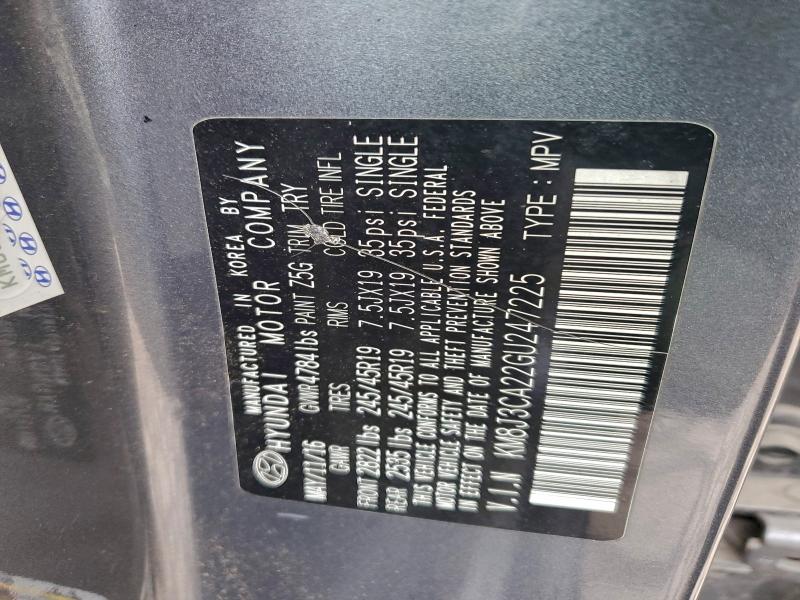 MANUFACTURED IN KOREA BY
HYUNDAI MOTOR COMPANY
MAY/17/16 GVWR 4784 lbs PAINT Z5G TRIM TRY
GAWR TIRES RIMS COLD TIRE INFL
FRONT 2822 lbs 245/45R19 7.5JX19 35psi SINGLE
REAR 2535 lbs 245/45R19 7.5JX19 35psi SINGLE
THIS VEHICLE CONFORMS TO ALL APPLICABLE U.S.A. FEDERAL
MOTOR VEHICLE SAFETY AND THEFT PREVENTION STANDARDS
IN EFFECT ON THE DATE OF MANUFACTURE SHOWN ABOVE
V.I.N KM8J3CA22GU247225 TYPE : MPV